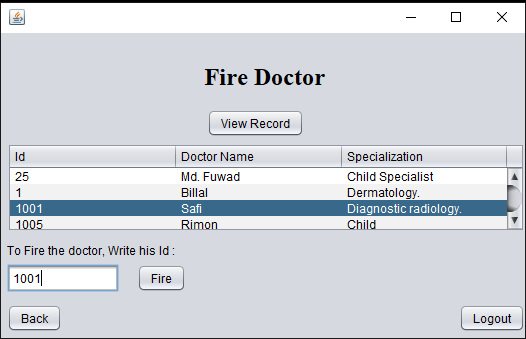 Fire Doctor
View Record
Id Doctor Name Specialization
25 Md. Fuwad Child Specialist
1 Billal Dermatology.
1001 Safi Diagnostic radiology.
1005 Rimon Child
To Fire the doctor, Write his Id :
1001 Fire
Back Logout